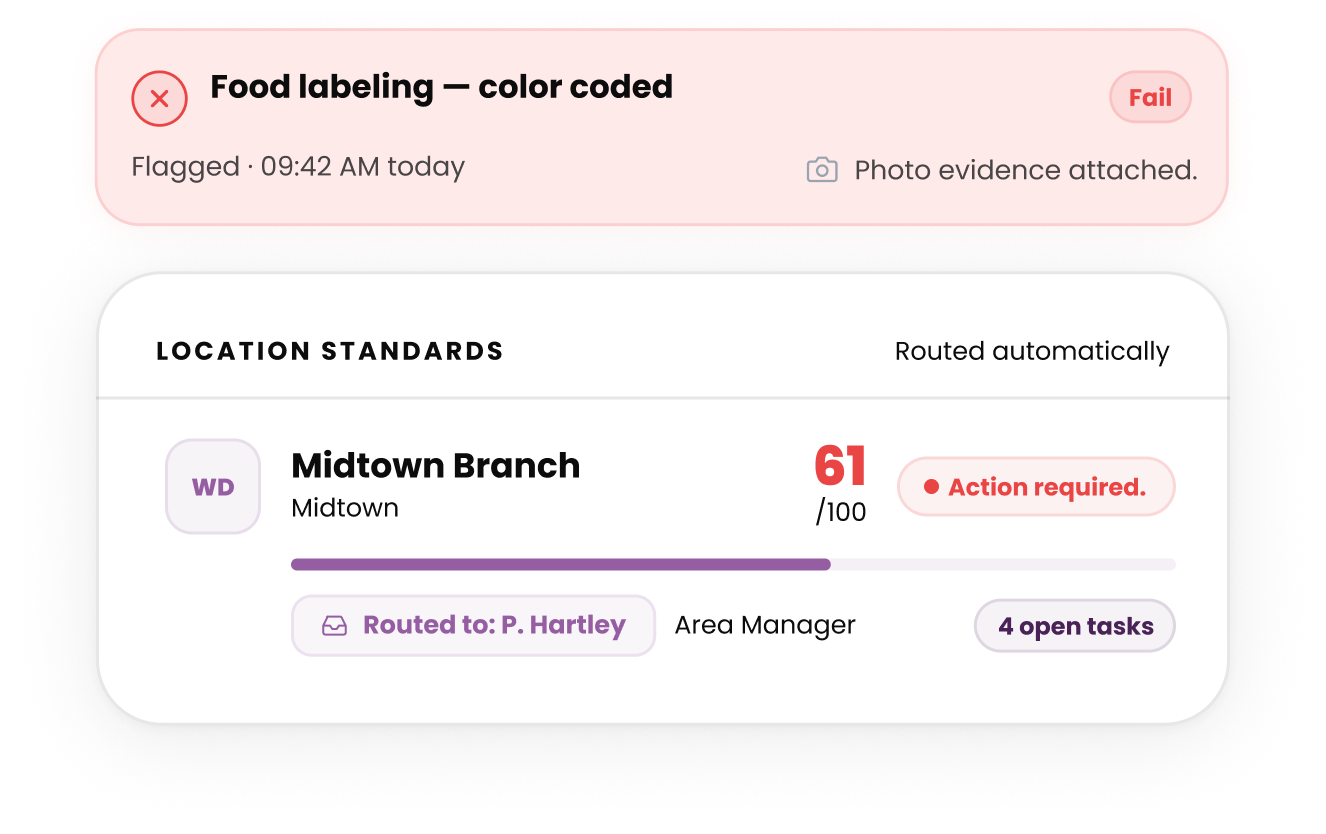 Food labeling — color coded
Fail
Flagged · 09:42 AM today
Photo evidence attached.
LOCATION STANDARDS
Routed automatically
WD
Midtown Branch
Midtown
61
/100
Action required.
Routed to: P. Hartley
Area Manager
4 open tasks